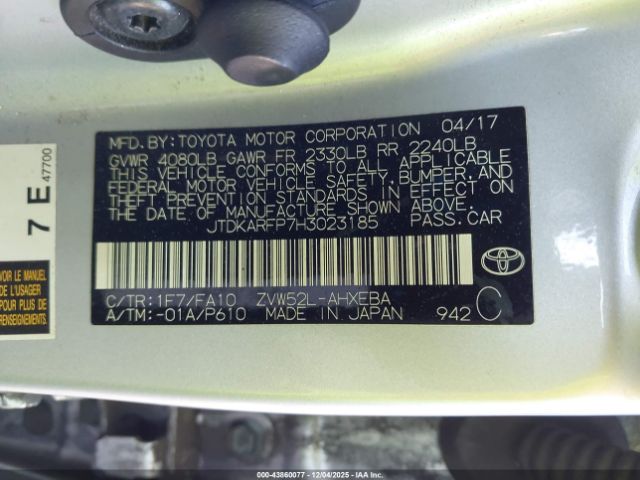 MFD.BY:TOYOTA MOTOR CORPORATION 04/17
GVWR 4080LB GAWR FR 2330LB RR 2240LB
THIS VEHICLE CONFORMS TO ALL APPLICABLE
FEDERAL MOTOR VEHICLE SAFETY, BUMPER, AND
THEFT PREVENTION STANDARDS IN EFFECT ON
THE DATE OF MANUFACTURE SHOWN ABOVE.
JTDKARFP7H3023185 PASS.CAR
C/TR:1F7/FA10 ZVW52L-AHXEBA
A/TM:-01A/P610 MADE IN JAPAN 942 C
7 E 47700
VOIR LE MANUEL
DE L'USAGER
POUR PLUS DE
000-43860077 - 12/04/2025 - IAA Inc.